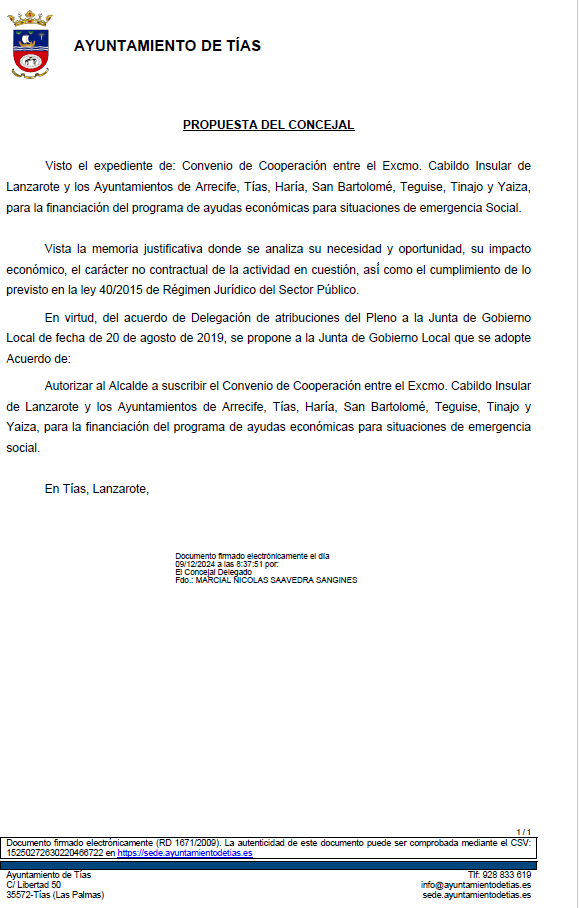 AYUNTAMIENTO DE TÍAS
PROPUESTA DEL CONCEJAL
Visto el expediente de: Convenio de Cooperación entre el Excmo. Cabildo Insular de
Lanzarote y los Ayuntamientos de Arrecife, Tías, Haría, San Bartolomé, Teguise, Tinajo y Yaiza,
para la financiación del programa de ayudas económicas para situaciones de emergencia Social.
Vista la memoria justificativa donde se analiza su necesidad y oportunidad, su impacto
económico, el carácter no contractual de la actividad en cuestión, así como el cumplimiento de lo
previsto en la ley 40/2015 de Régimen Jurídico del Sector Público.
En virtud, del acuerdo de Delegación de atribuciones del Pleno a la Junta de Gobierno
Local de fecha de 20 de agosto de 2019, se propone a la Junta de Gobierno Local que se adopte
Acuerdo de:
Autorizar al Alcalde a suscribir el Convenio de Cooperación entre el Excmo. Cabildo Insular
de Lanzarote y los Ayuntamientos de Arrecife, Tías, Haría, San Bartolomé, Teguise, Tinajo y
Yaiza, para la financiación del programa de ayudas económicas para situaciones de emergencia
social.
En Tías, Lanzarote,
Documento firmado electrónicamente el día
09/12/2024 a las 8:37:51 por:
El Concejal Delegado
Fdo.: MARCIAL NICOLAS SAAVEDRA SANGINES
1 / 1
Documento firmado electrónicamente (RD 1671/2009). La autenticidad de este documento puede ser comprobada mediante el CSV:
15250272630220466722 en https://sede.ayuntamientodetias.es
Ayuntamiento de Tías
C/ Libertad 50
35572-Tías (Las Palmas)
Tlf: 928 833 619
info@ayuntamientodetias.es
sede.ayuntamientodetias.es